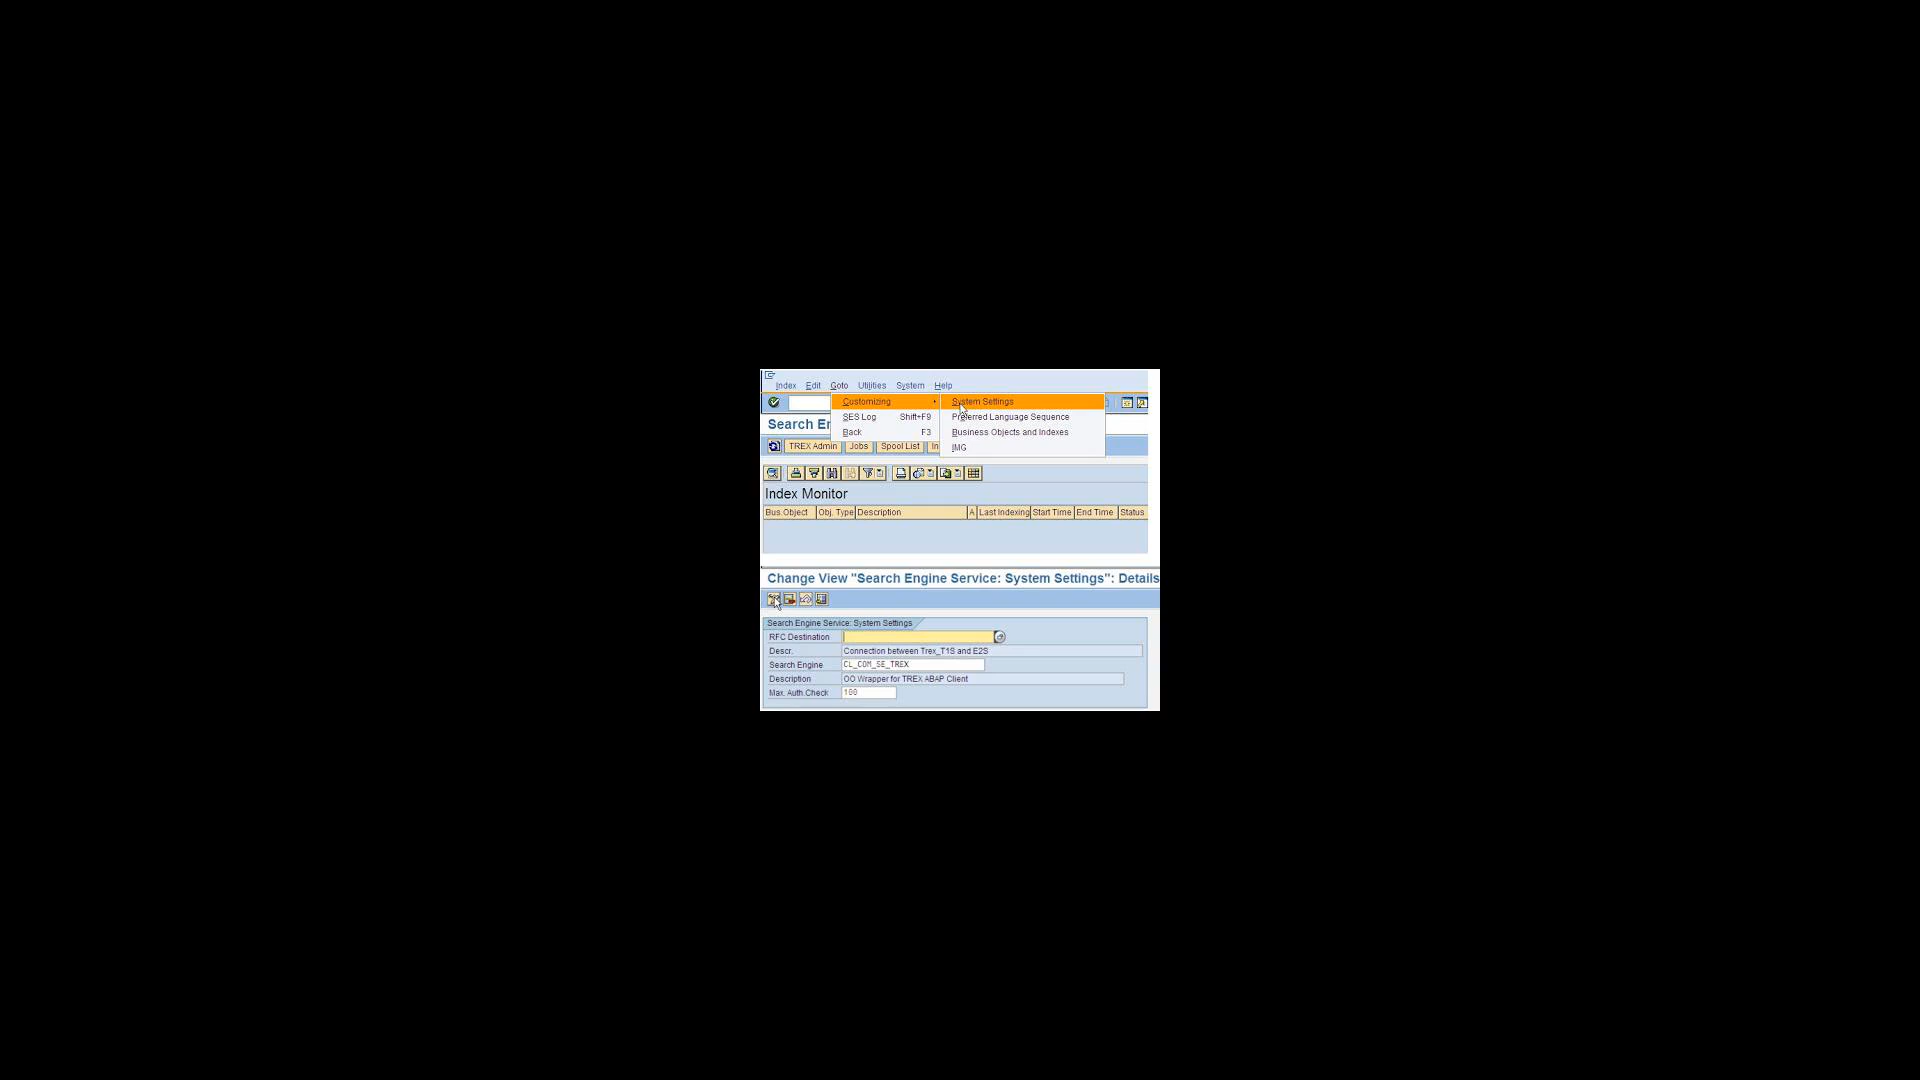 Index Edit Goto Utilities System Help
Customizing System Settings
SES Log Shift+F9 Preferred Language Sequence
Search En Back F3 Business Objects and Indexes
TREX Admin Jobs Spool List In IMG
Index Monitor
Bus.Object Obj. Type Description A Last Indexing Start Time End Time Status
Change View "Search Engine Service: System Settings": Details
Search Engine Service: System Settings
RFC Destination
Descr. Connection between Trex_T1S and E2S
Search Engine CL_COM_SE_TREX
Description OO Wrapper for TREX ABAP Client
Max. Auth.Check 100